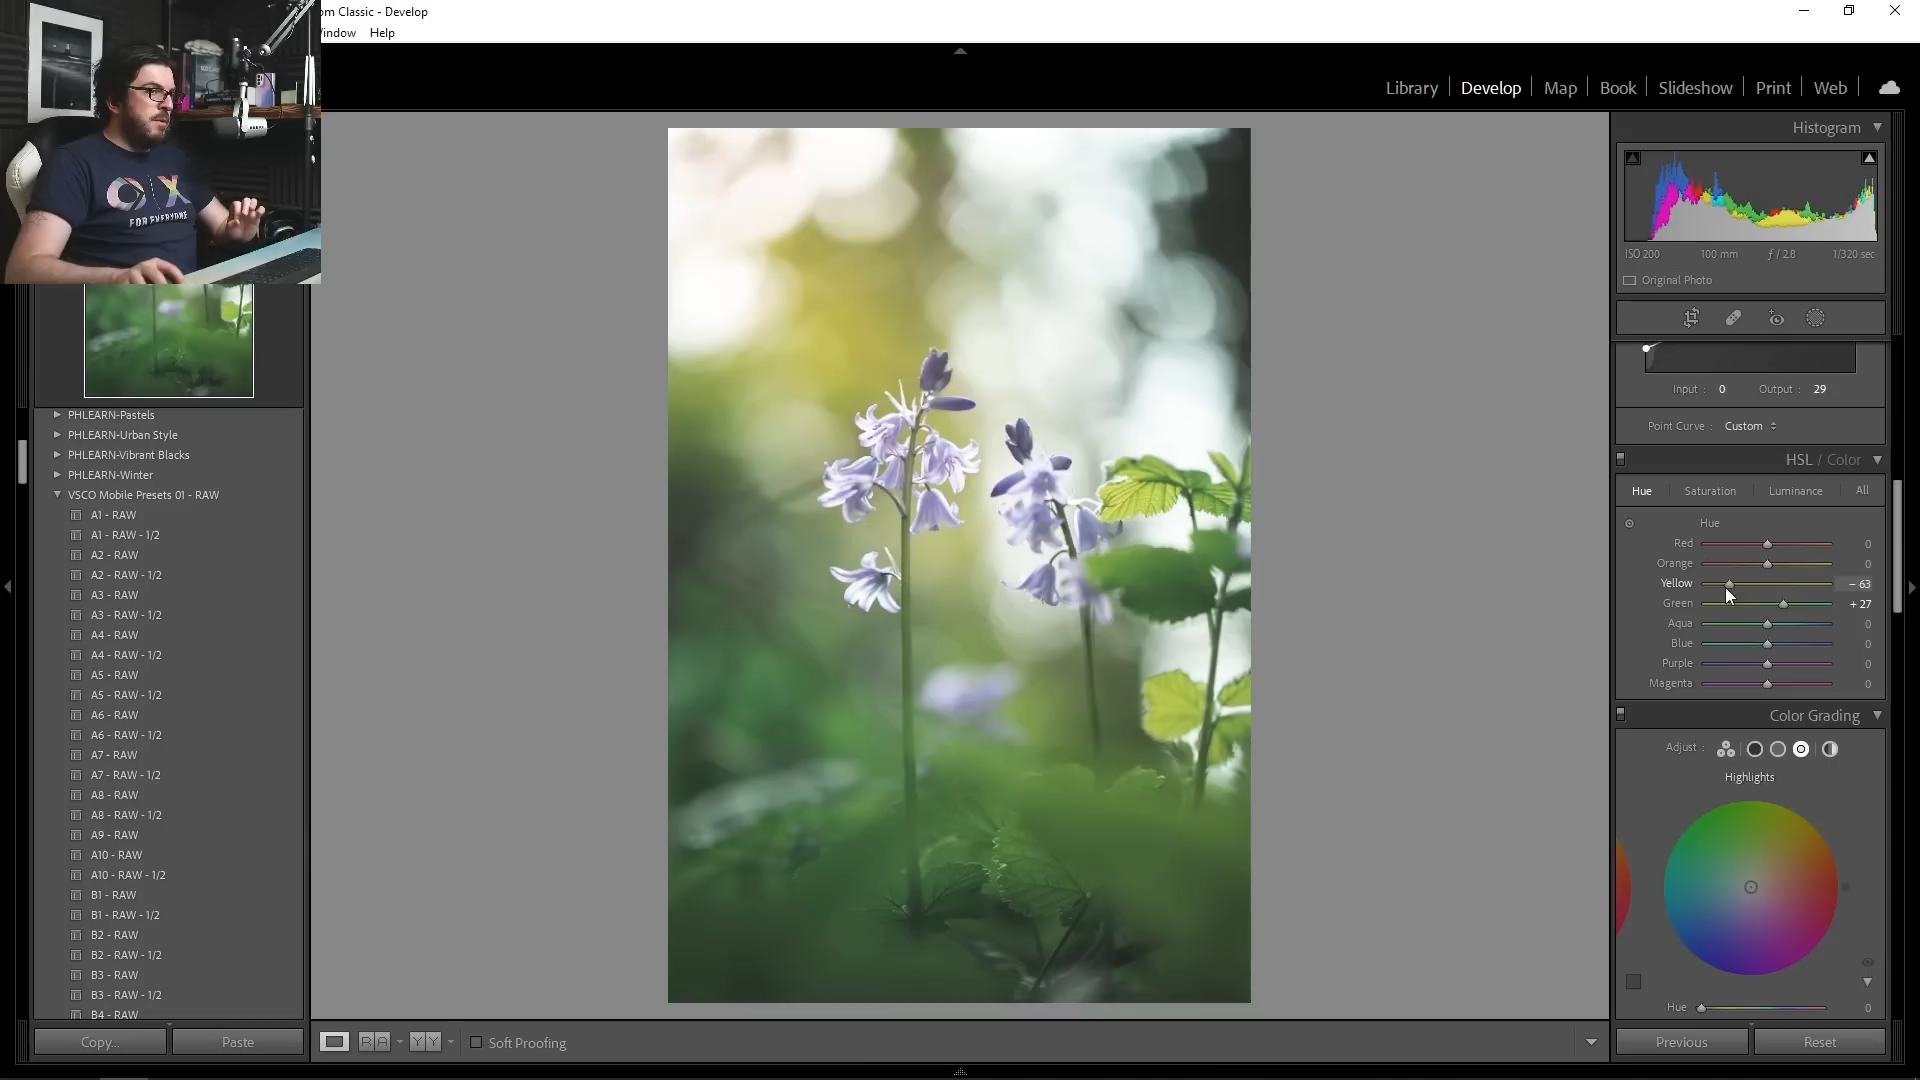 om Classic - Develop
indow Help
FOR EVERYONE
Library Develop Map Book Slideshow Print Web
Histogram
ISO 200 100 mm ƒ / 2.8 1/320 sec
Original Photo
Input : 0 Output : 29
Point Curve : Custom
HSL / Color
Hue Saturation Luminance All
Hue
Red 0
Orange 0
Yellow - 63
Green + 27
Aqua 0
Blue 0
Purple 0
Magenta 0
Color Grading
Adjust :
Highlights
Hue 0
Previous Reset
PHLEARN-Pastels
PHLEARN-Urban Style
PHLEARN-Vibrant Blacks
PHLEARN-Winter
VSCO Mobile Presets 01 - RAW
A1 - RAW
A1 - RAW - 1/2
A2 - RAW
A2 - RAW - 1/2
A3 - RAW
A3 - RAW - 1/2
A4 - RAW
A4 - RAW - 1/2
A5 - RAW
A5 - RAW - 1/2
A6 - RAW
A6 - RAW - 1/2
A7 - RAW
A7 - RAW - 1/2
A8 - RAW
A8 - RAW - 1/2
A9 - RAW
A10 - RAW
A10 - RAW - 1/2
B1 - RAW
B1 - RAW - 1/2
B2 - RAW
B2 - RAW - 1/2
B3 - RAW
B3 - RAW - 1/2
B4 - RAW
Copy... Paste
R A Y Y Soft Proofing